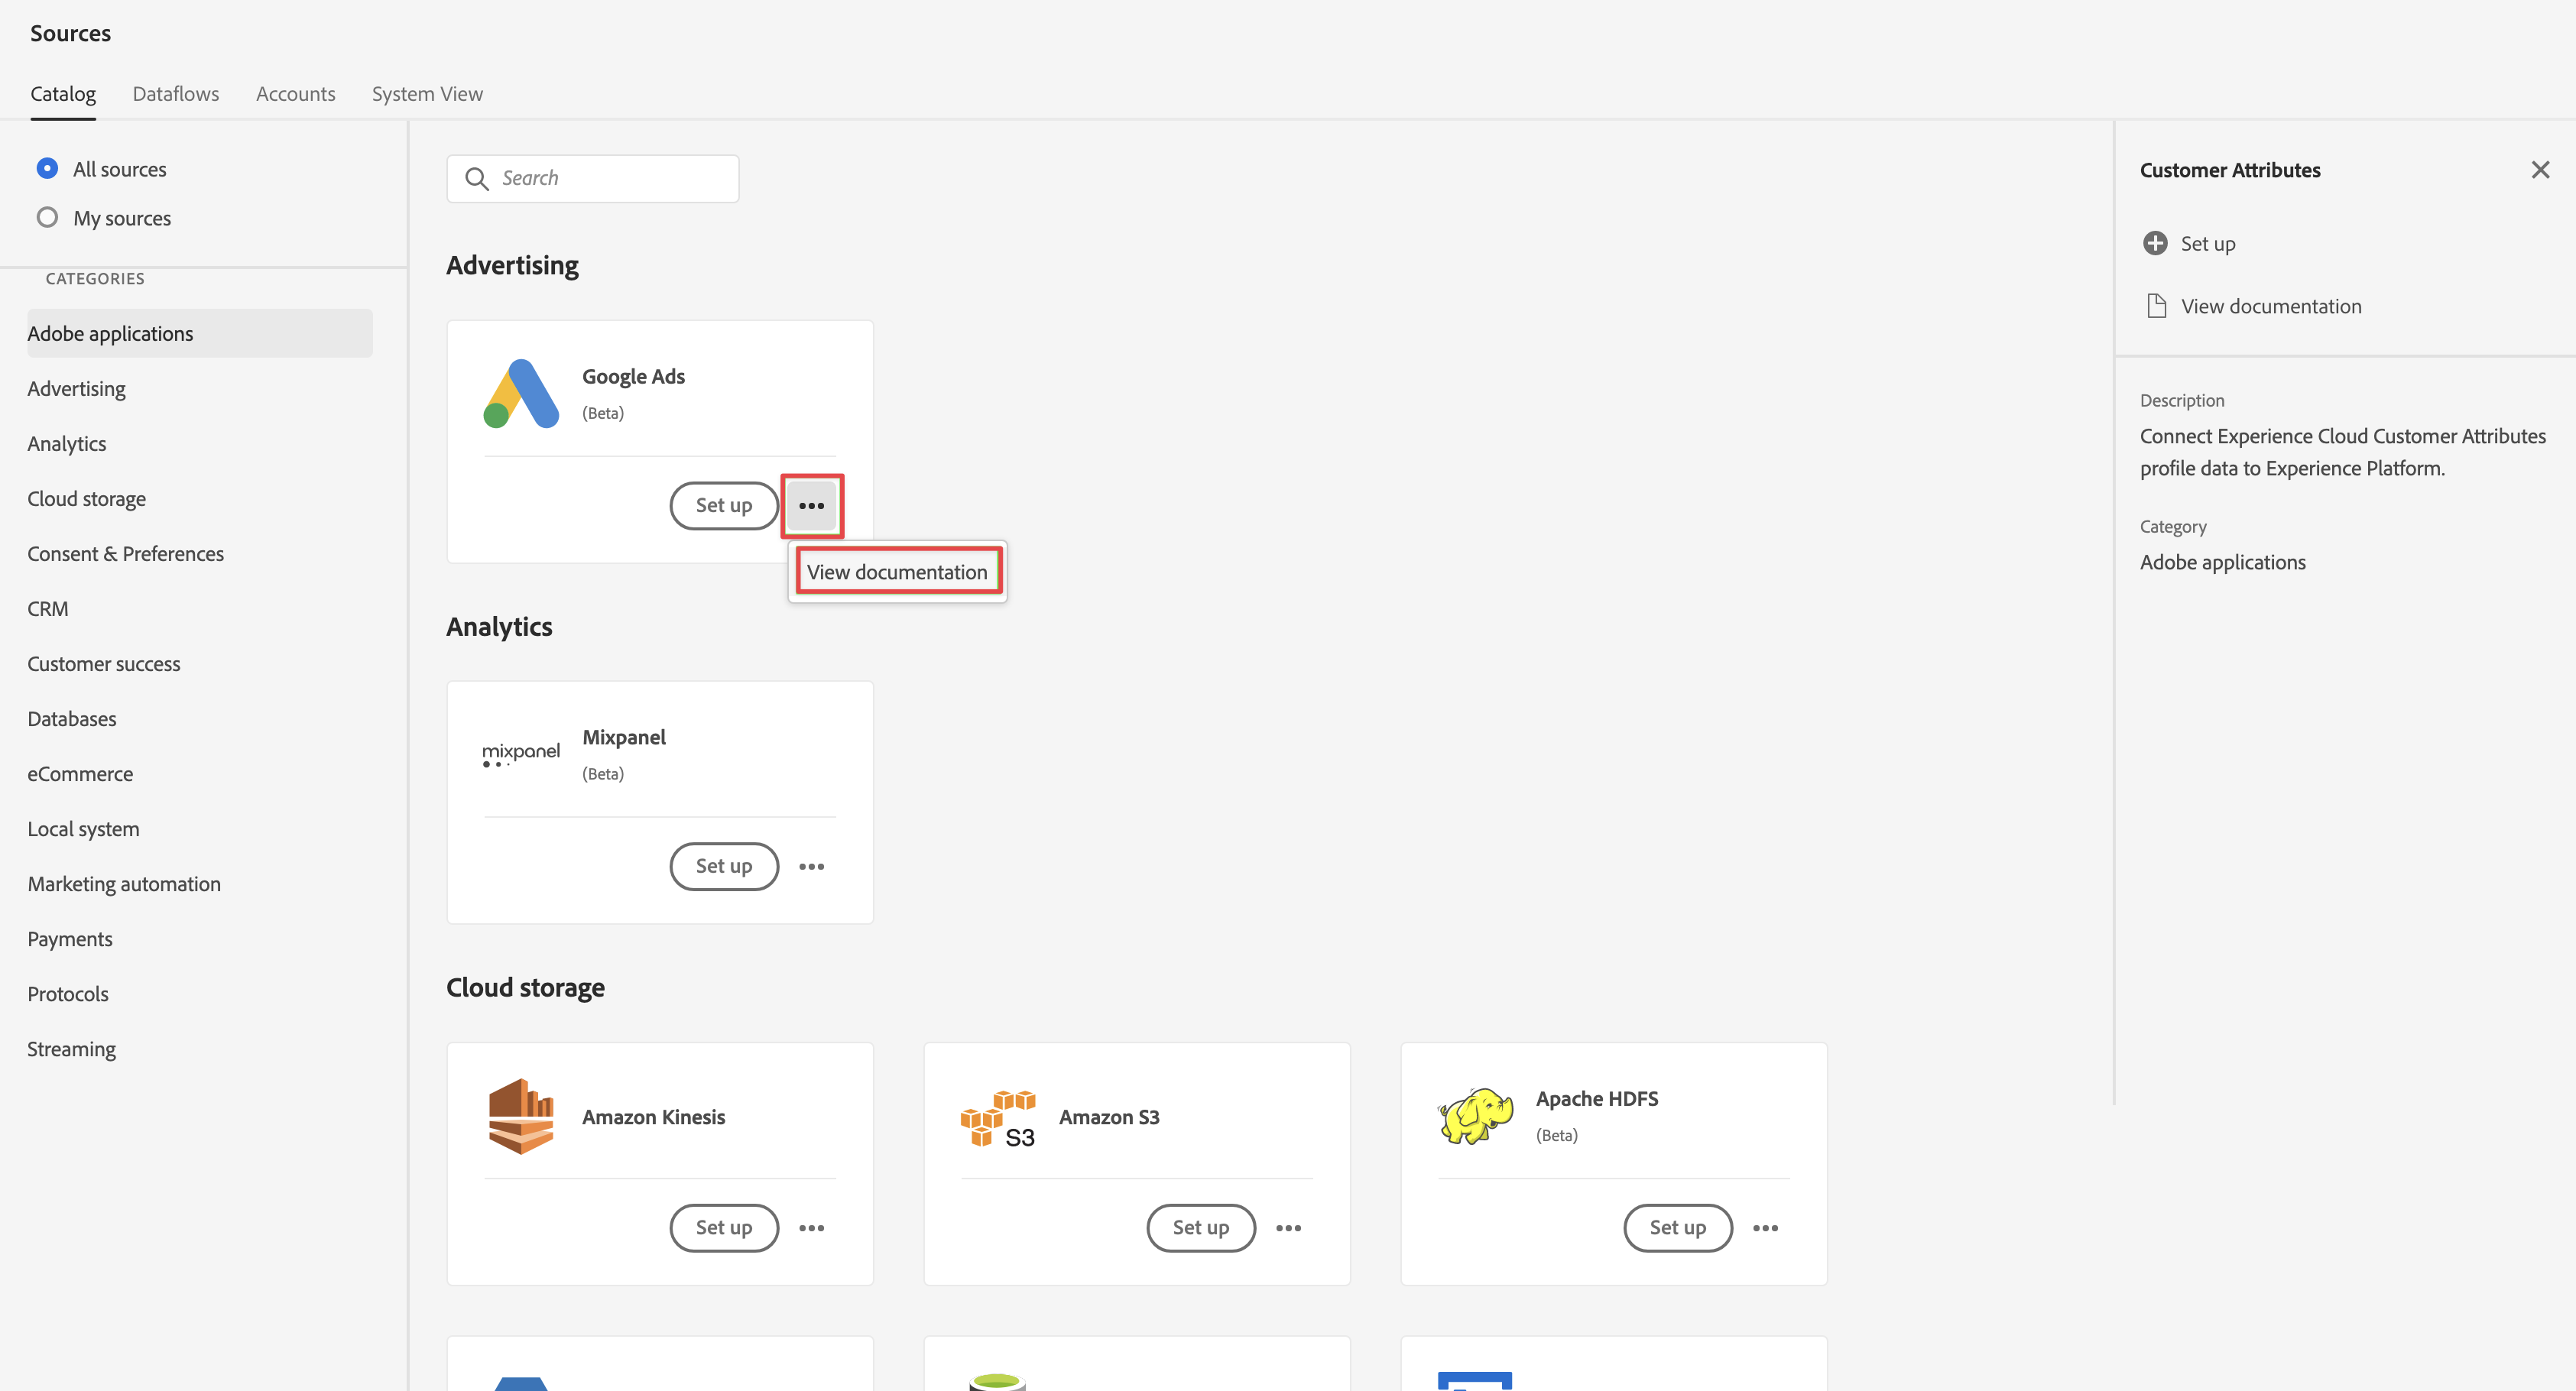 Sources
Catalog
Dataflows
Accounts
System View
All sources
My sources
CATEGORIES
Adobe applications
Advertising
Analytics
Cloud storage
Consent & Preferences
CRM
Customer success
Databases
eCommerce
Local system
Marketing automation
Payments
Protocols
Streaming
Search
Advertising
Google Ads
(Beta)
Set up
View documentation
Analytics
mixpanel
Mixpanel
(Beta)
Set up
Cloud storage
Amazon Kinesis
Set up
S3
Amazon S3
Set up
Apache HDFS
(Beta)
Set up
Customer Attributes
Set up
View documentation
Description
Connect Experience Cloud Customer Attributes
profile data to Experience Platform.
Category
Adobe applications